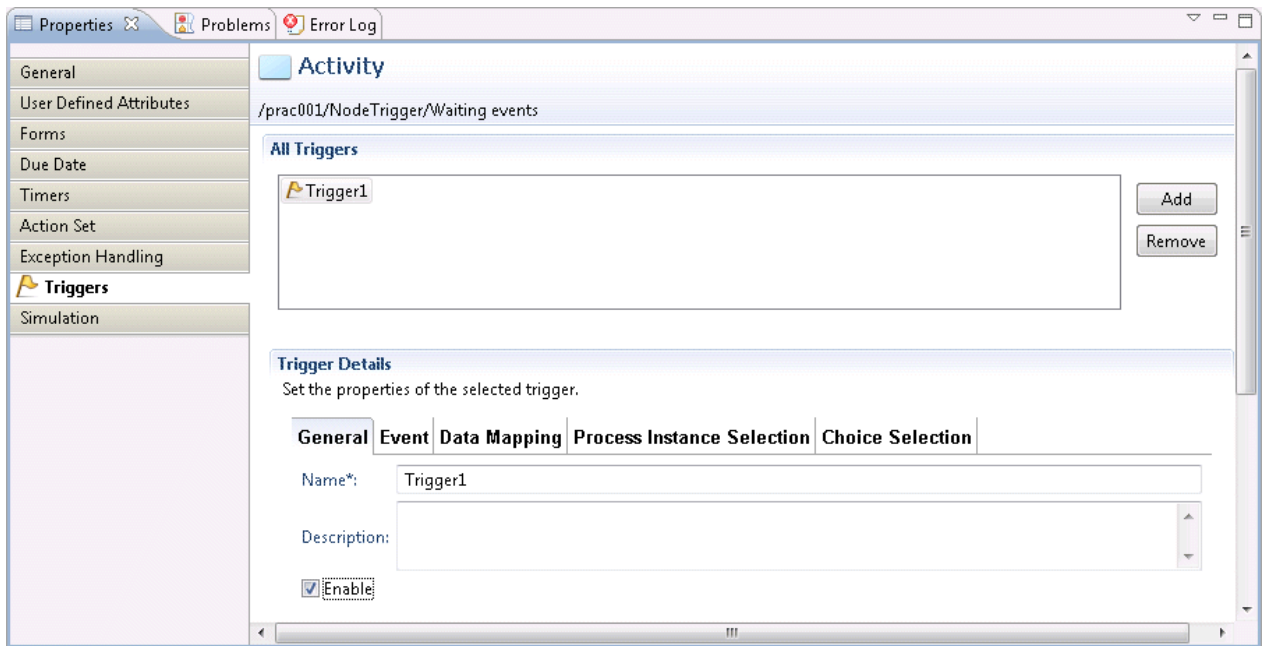 Properties Problems Error Log
General
User Defined Attributes
Forms
Due Date
Timers
Action Set
Exception Handling
Triggers
Simulation
Activity
/prac001/NodeTrigger/Waiting events
All Triggers
Trigger1
Add
Remove
Trigger Details
Set the properties of the selected trigger.
General Event Data Mapping Process Instance Selection Choice Selection
Name*: Trigger1
Description:
Enable